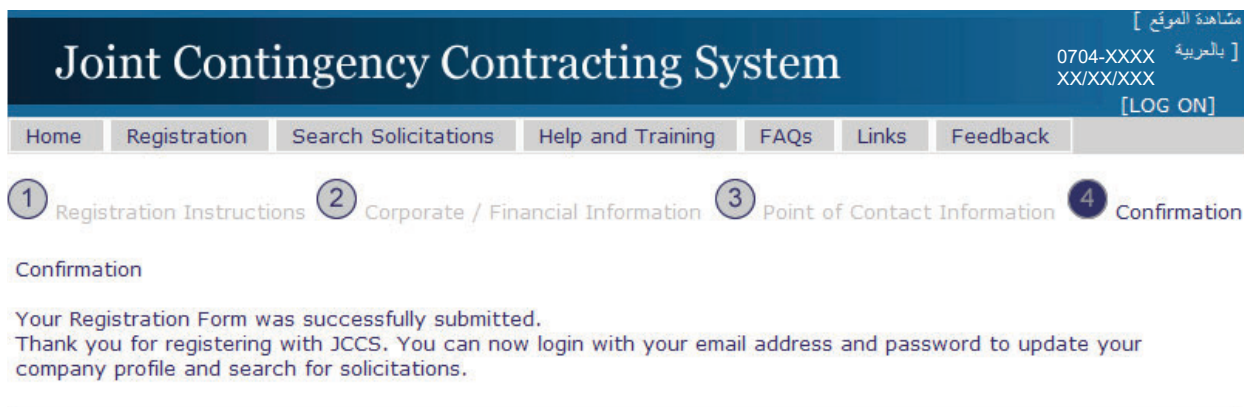 مشاهدة الموقع ]
Joint Contingency Contracting System
0704-XXXX [ بالعربية
XX/XX/XXX
[LOG ON]
Home Registration Search Solicitations Help and Training FAQs Links Feedback
1 Registration Instructions 2 Corporate / Financial Information 3 Point of Contact Information 4 Confirmation
Confirmation
Your Registration Form was successfully submitted.
Thank you for registering with JCCS. You can now login with your email address and password to update your
company profile and search for solicitations.